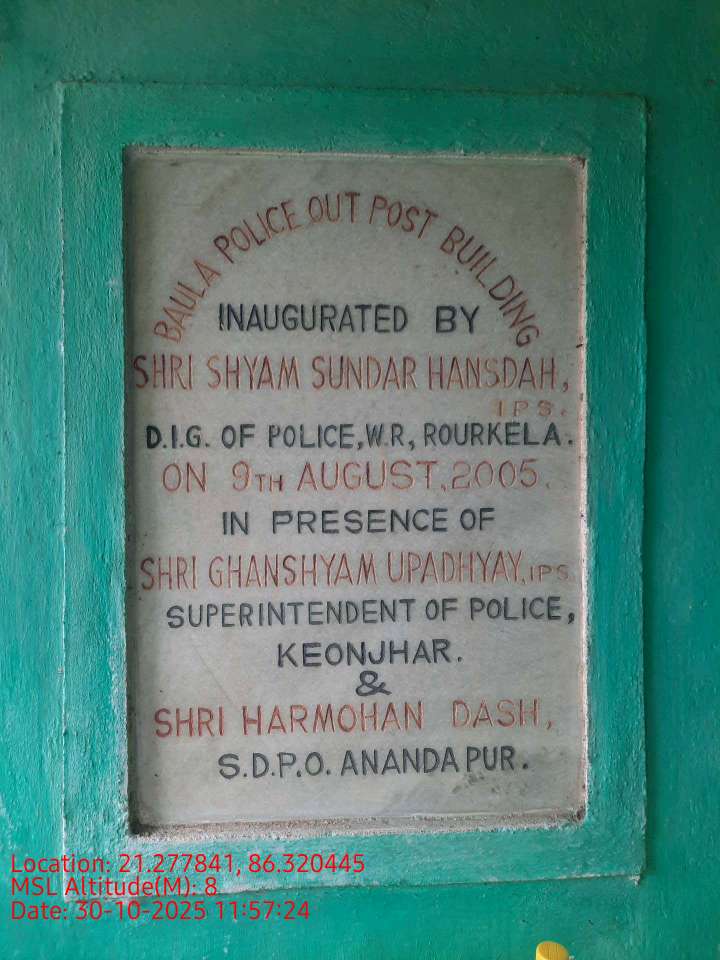 BAULA POLICE OUT POST BUILDING
INAUGURATED BY
SHRI SHYAM SUNDAR HANSDAH,
IPS.
D.I.G. OF POLICE, W.R, ROURKELA.
ON 9TH AUGUST, 2005.
IN PRESENCE OF
SHRI GHANSHYAM UPADHYAY, IPS
SUPERINTENDENT OF POLICE,
KEONJHAR.
&
SHRI HARMOHAN DASH,
S.D.P.O. ANANDAPUR.
Location: 21.277841, 86.320445
MSL Altitude(M): 8
Date: 30-10-2025 11:57:24